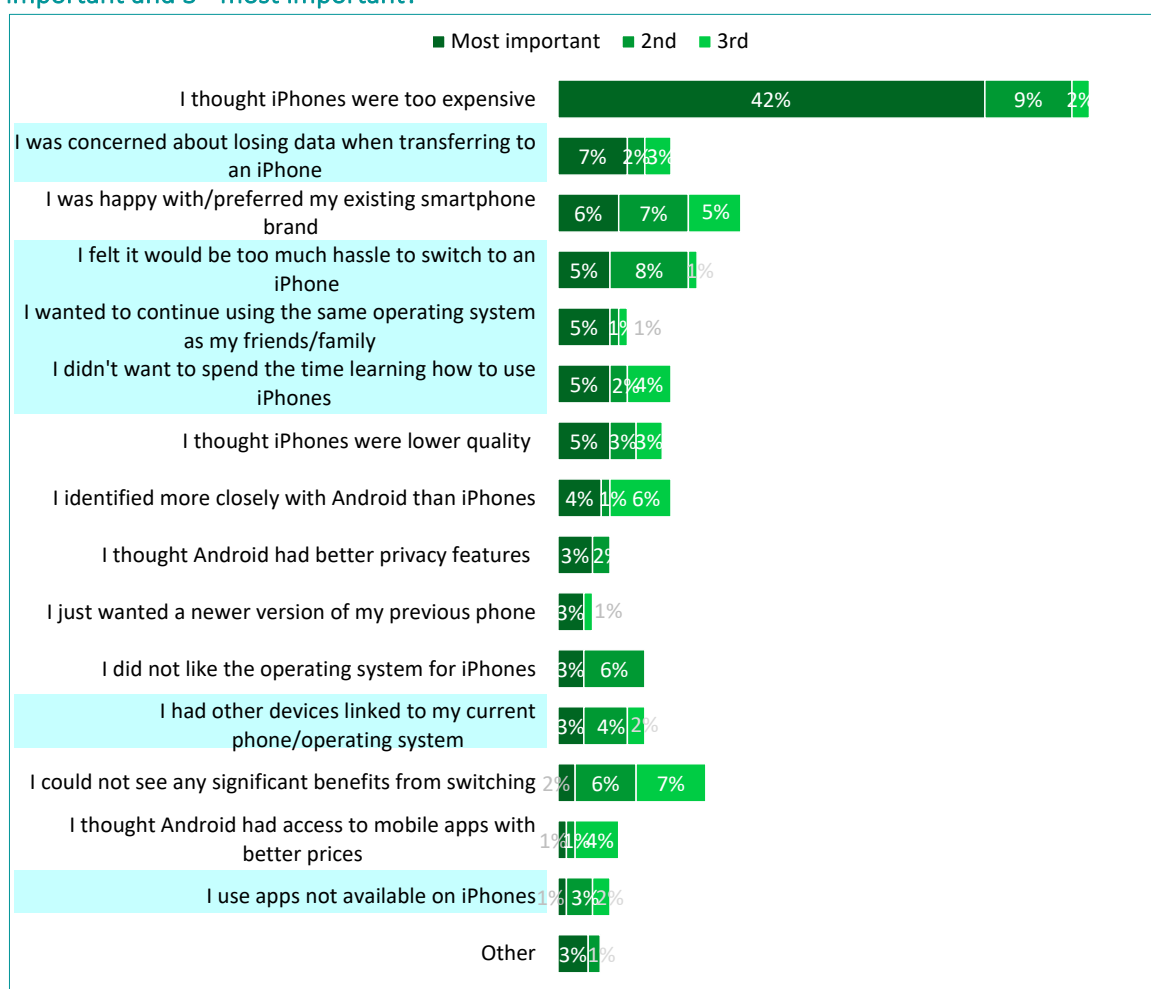 important and most important?
Most important 2nd 3rd
I thought iPhones were too expensive 42% 9% 2%
I was concerned about losing data when transferring to
an iPhone 7% 2% 3%
I was happy with/preferred my existing smartphone
brand 6% 7% 5%
I felt it would be too much hassle to switch to an
iPhone 5% 8% 1%
I wanted to continue using the same operating system
as my friends/family 5% 1% 1%
I didn't want to spend the time learning how to use
iPhones 5% 2% 4%
I thought iPhones were lower quality 5% 3% 3%
I identified more closely with Android than iPhones 4% 1% 6%
I thought Android had better privacy features 3% 2%
I just wanted a newer version of my previous phone 3% 1%
I did not like the operating system for iPhones 3% 6%
I had other devices linked to my current
phone/operating system 3% 4% 2%
I could not see any significant benefits from switching 2% 6% 7%
I thought Android had access to mobile apps with
better prices 1% 1% 4%
I use apps not available on iPhones 1% 3% 2%
Other 3% 1%